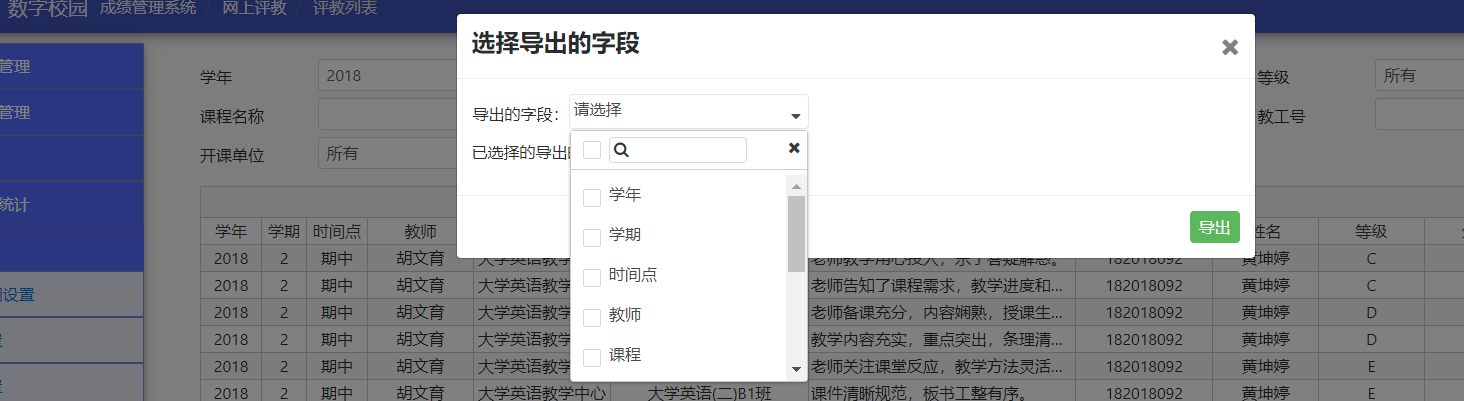 数字校园 成绩管理系统 / 网上评教 / 评教列表
选择导出的字段
管理
管理
统计
设置
学年 2018
等级 所有
课程名称
教工号
开课单位 所有
导出的字段： 请选择
已选择的导出
学年
学期
时间点
教师
课程
导出
学年 学期 时间点 教师 姓名 等级
2018 2 期中 胡文育 大学英语教学 老师教学用心投入，乐于答疑解惑。 182018092 黄坤婷 C
2018 2 期中 胡文育 大学英语教学 老师告知了课程需求，教学进度和... 182018092 黄坤婷 C
2018 2 期中 胡文育 大学英语教学 老师备课充分，内容娴熟，授课生... 182018092 黄坤婷 D
2018 2 期中 胡文育 大学英语教学 教学内容充实，重点突出，条理清... 182018092 黄坤婷 D
2018 2 期中 胡文育 大学英语教学 老师关注课堂反应，教学方法灵活... 182018092 黄坤婷 E
2018 2 期中 胡文育 大学英语教学中心 大学英语(二)B1班 课件清晰规范，板书工整有序。 182018092 黄坤婷 E